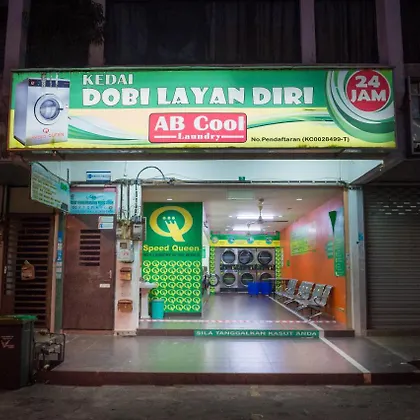 KEDAI
DOBI LAYAN DIRI
24
JAM
AB Cool
Laundry
No.Pendaftaran (KC0028499-T)
Q
Speed Queen
SILA TANGGALKAN KASUT ANDA